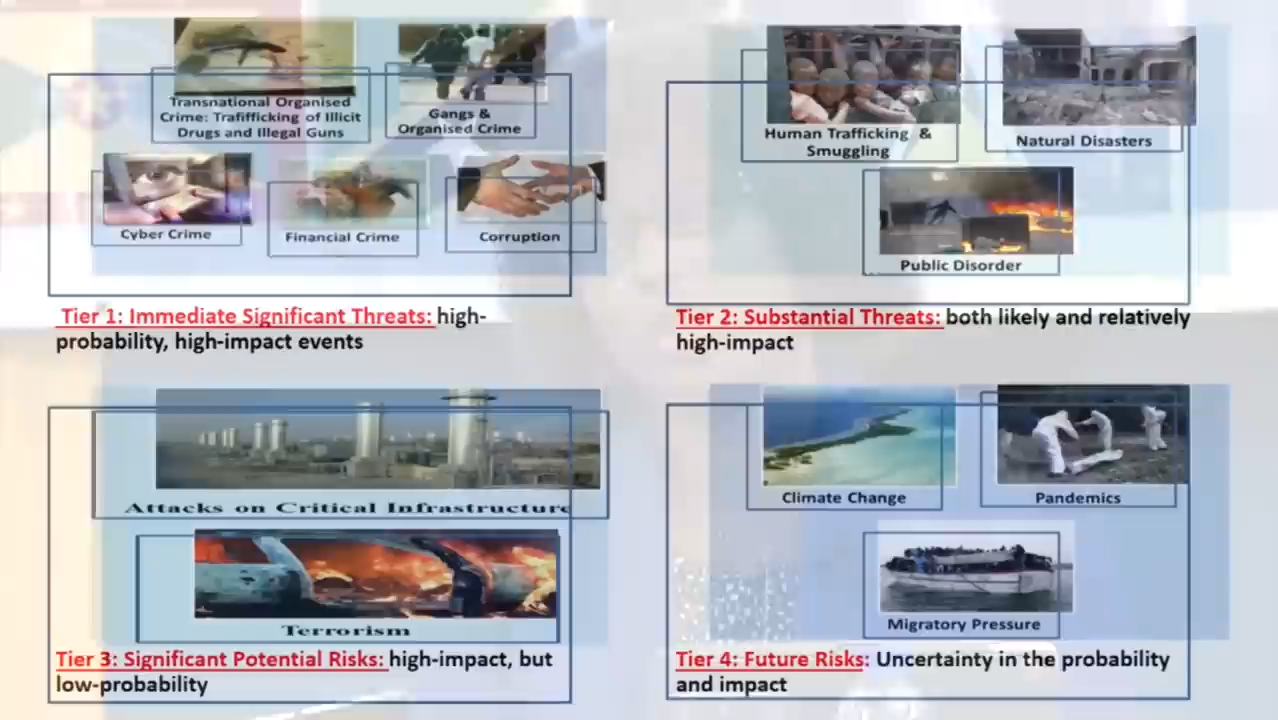 Transnational Organised
Crime: Trafifficking of Illicit
Drugs and Illegal Guns
Gangs &
Organised Crime
Cyber Crime
Financial Crime
Corruption
Tier 1: Immediate Significant Threats: high-
probability, high-impact events
Human Trafficking &
Smuggling
Natural Disasters
Public Disorder
Tier 2: Substantial Threats: both likely and relatively
high-impact
Attacks on Critical Infrastructure
Terrorism
Tier 3: Significant Potential Risks: high-impact, but
low-probability
Climate Change
Pandemics
Migratory Pressure
Tier 4: Future Risks: Uncertainty in the probability
and impact